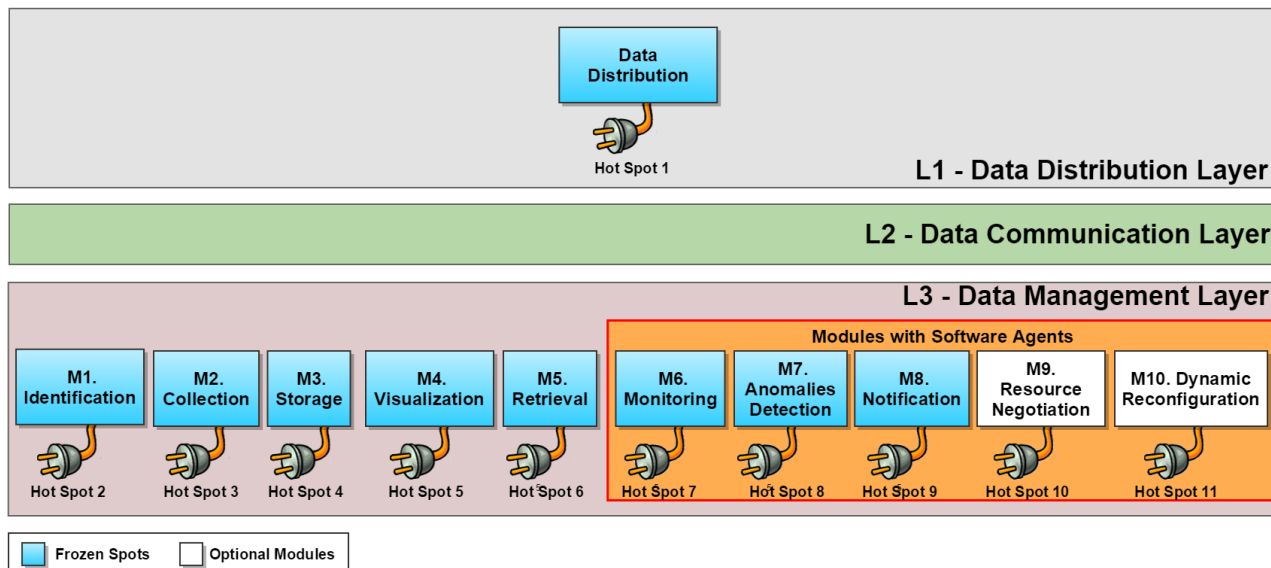 Data
Distribution
Hot Spot 1
L1 - Data Distribution Layer
L2 - Data Communication Layer
L3 - Data Management Layer
Modules with Software Agents
M1.
Identification
M2.
Collection
M3.
Storage
M4.
Visualization
M5.
Retrieval
M6.
Monitoring
M7.
Anomalies
Detection
M8.
Notification
M9.
Resource
Negotiation
M10. Dynamic
Reconfiguration
Hot Spot 2
Hot Spot 3
Hot Spot 4
Hot Spot 5
Hot Spot 6
Hot Spot 7
Hot Spot 8
Hot Spot 9
Hot Spot 10
Hot Spot 11
Frozen Spots
Optional Modules